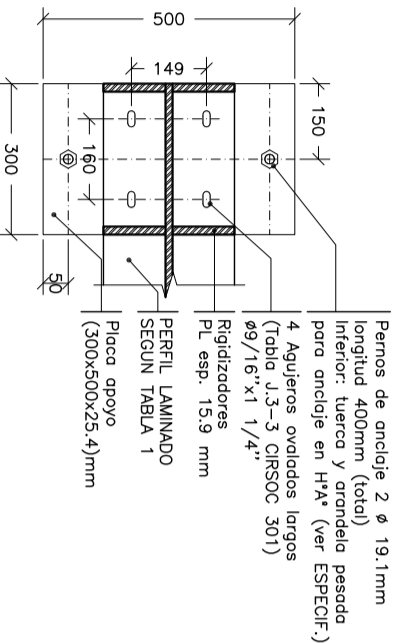 500
149
150
160
300
50
Pernos de anclaje 2 ø 19.1mm
longitud 400mm (total)
Inferior: tuerca y arandela pesada
para anclaje en HºAº (ver ESPECIF.)
4 Agujeros ovalados largos
(Tabla J.3-3 CIRSOC 301)
ø9/16"x1 1/4"
Rigidizadores
PL esp. 15.9 mm
PERFIL LAMINADO
SEGUN TABLA 1
Placa apoyo
(300x500x25.4)mm